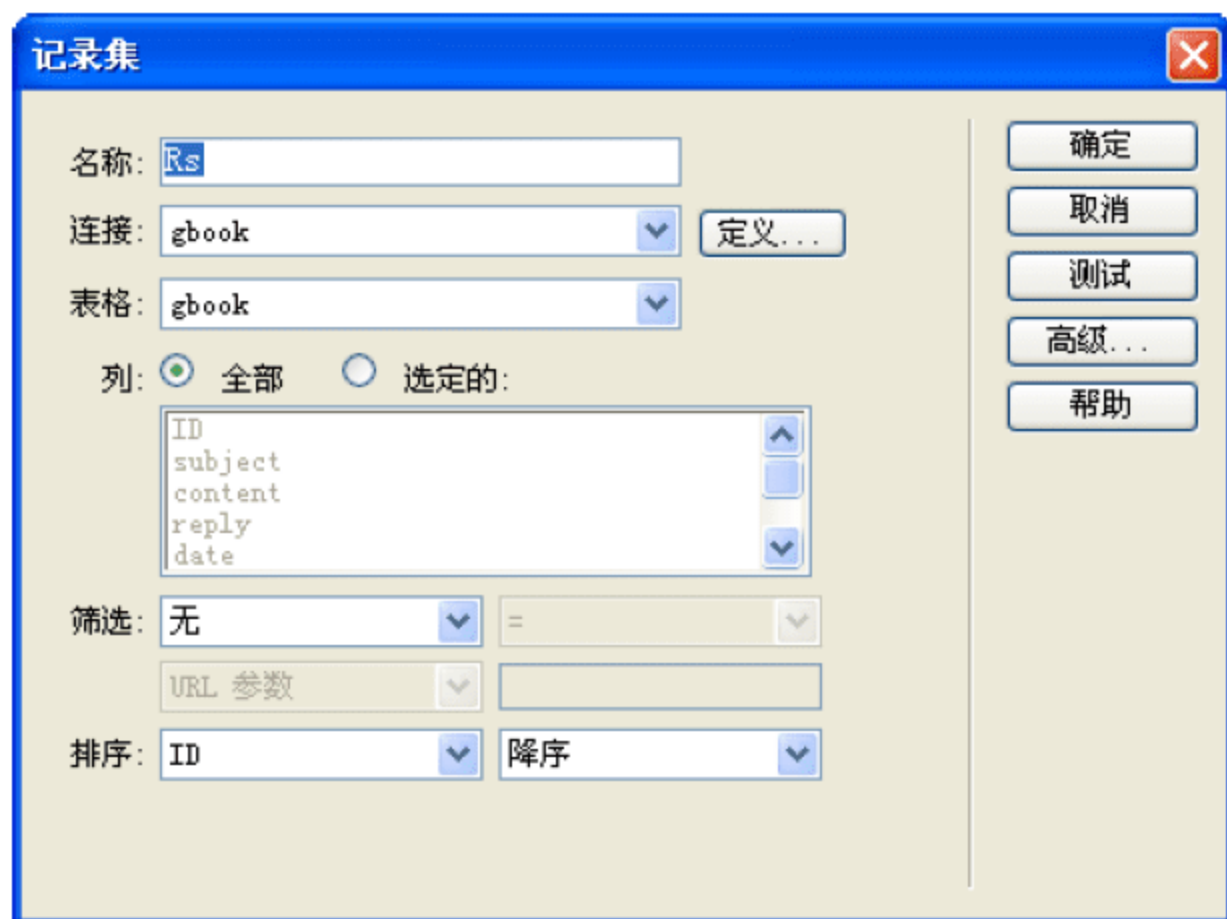 记录集
名称: Rs
确定
连接: gbook 定义...
取消
表格: gbook
测试
列: 全部 选定的:
高级...
ID
帮助
subject
content
reply
date
筛选: 无 =
URL 参数
排序: ID 降序